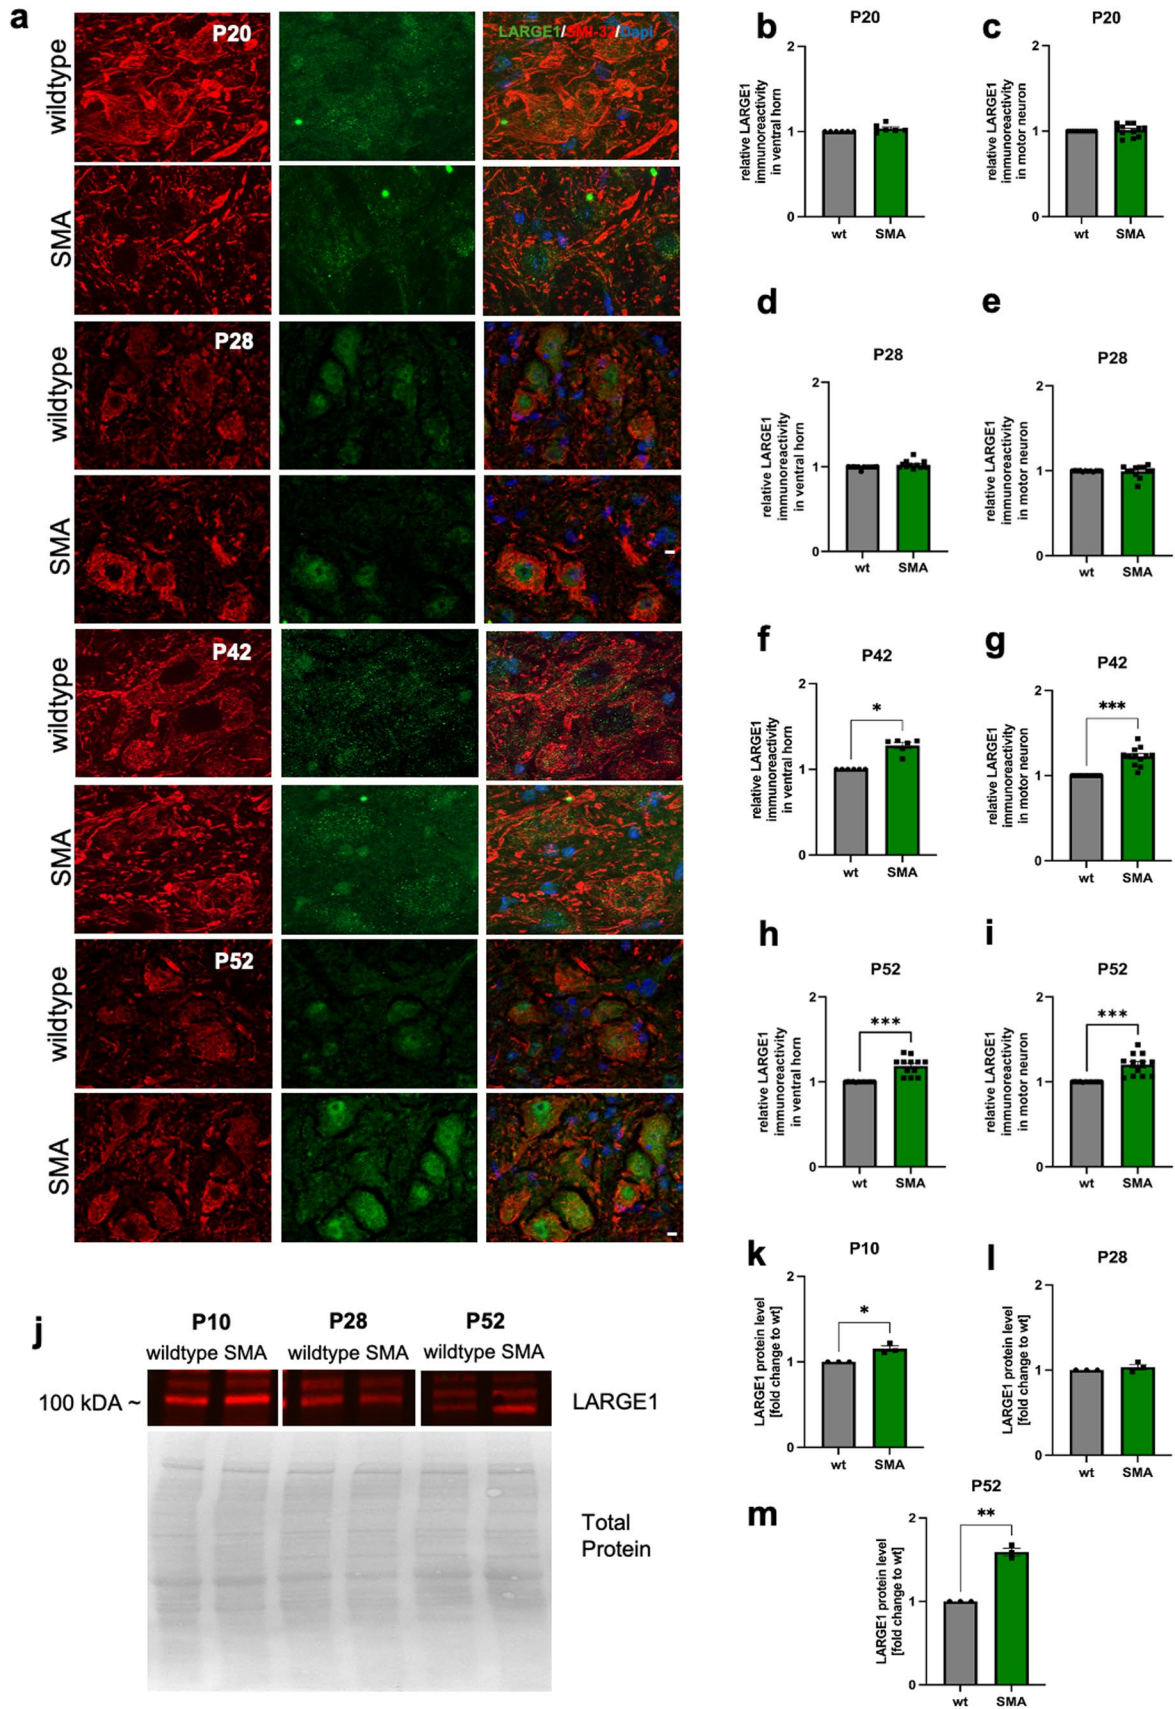 a
wildtype
P20
LARGE1/SMI-32/Dapi
SMA
wildtype
P28
SMA
wildtype
P42
SMA
wildtype
P52
SMA
b
P20
relative LARGE1
immunoreactivity
in ventral horn
2
1
0
wt SMA
c
P20
relative LARGE1
immunoreactivity
in motor neuron
2
1
0
wt SMA
d
P28
relative LARGE1
immunoreactivity
in ventral horn
2
1
0
wt SMA
e
P28
relative LARGE1
immunoreactivity
in motor neuron
2
1
0
wt SMA
f
P42
relative LARGE1
immunoreactivity
in ventral horn
2
1
0
*
wt SMA
g
P42
relative LARGE1
immunoreactivity
in motor neuron
2
1
0
***
wt SMA
h
P52
relative LARGE1
immunoreactivity
in ventral horn
2
1
0
***
wt SMA
i
P52
relative LARGE1
immunoreactivity
in motor neuron
2
1
0
***
wt SMA
j
P10 P28 P52
wildtype SMA wildtype SMA wildtype SMA
100 kDA ~
LARGE1
Total
Protein
k
P10
LARGE1 protein level
[fold change to wt]
2
1
0
*
wt SMA
l
P28
LARGE1 protein level
[fold change to wt]
2
1
0
wt SMA
m
P52
LARGE1 protein level
[fold change to wt]
2
1
0
**
wt SMA